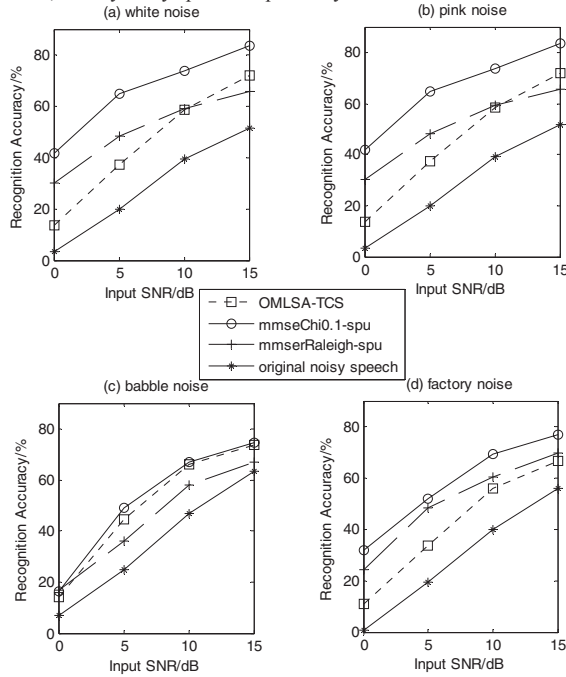 (a) white noise
(b) pink noise
Recognition Accuracy/%
80
60
40
20
0
0 5 10 15
Input SNR/dB
Recognition Accuracy/%
80
60
40
20
0
0 5 10 15
Input SNR/dB
OMLSA-TCS
mmseChi0.1-spu
mmserRaleigh-spu
original noisy speech
(c) babble noise
(d) factory noise
Recognition Accuracy/%
80
60
40
20
0
0 5 10 15
Input SNR/dB
Recognition Accuracy/%
80
60
40
20
0
0 5 10 15
Input SNR/dB